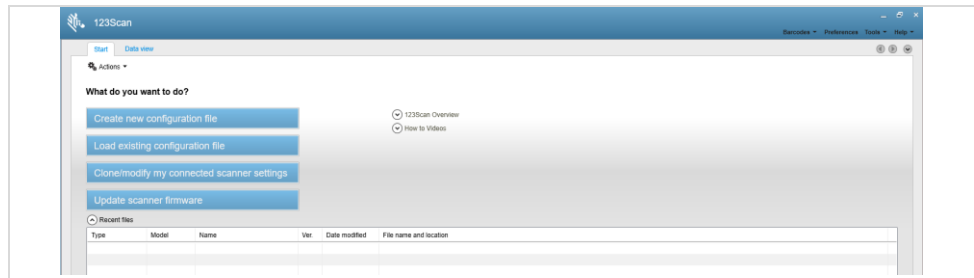 123Scan
Barcodes Preferences Tools Help
Start Data view
Actions
What do you want to do?
Create new configuration file
Load existing configuration file
Clone/modify my connected scanner settings
Update scanner firmware
123Scan Overview
How to Videos
Recent files
Type Model Name Ver. Date modified File name and location